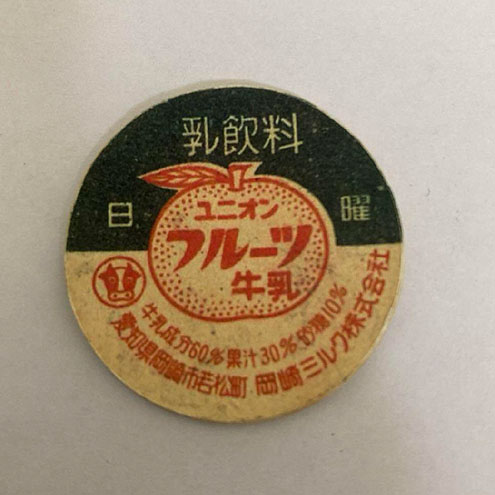 乳飲料
日曜
ユニオン
フルーツ
牛乳
牛乳成分60%果汁30%砂糖10%
愛知県岡崎市若松町 岡崎ミルク株式会社